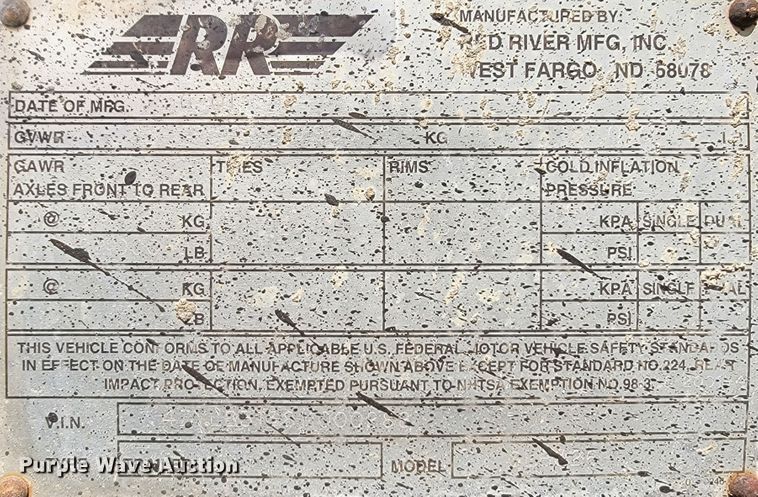 RR
MANUFACTURED BY:
RED RIVER MFG, INC.
WEST FARGO, ND 58078
DATE OF MFG.
GVWR KG LB
GAWR TIRES RIMS COLD INFLATION
AXLES FRONT TO REAR PRESSURE
@ KG KPA SINGLE DUAL
LB PSI
@ KG KPA SINGLE DUAL
LB PSI
THIS VEHICLE CONFORMS TO ALL APPLICABLE U.S. FEDERAL MOTOR VEHICLE SAFETY STANDARDS
IN EFFECT ON THE DATE OF MANUFACTURE SHOWN ABOVE EXCEPT FOR STANDARD NO. 224, REAR
IMPACT PROTECTION. EXEMPTED PURSUANT TO NHTSA EXEMPTION NO. 98-3.
V.I.N.
MODEL
Purple Wave Auction